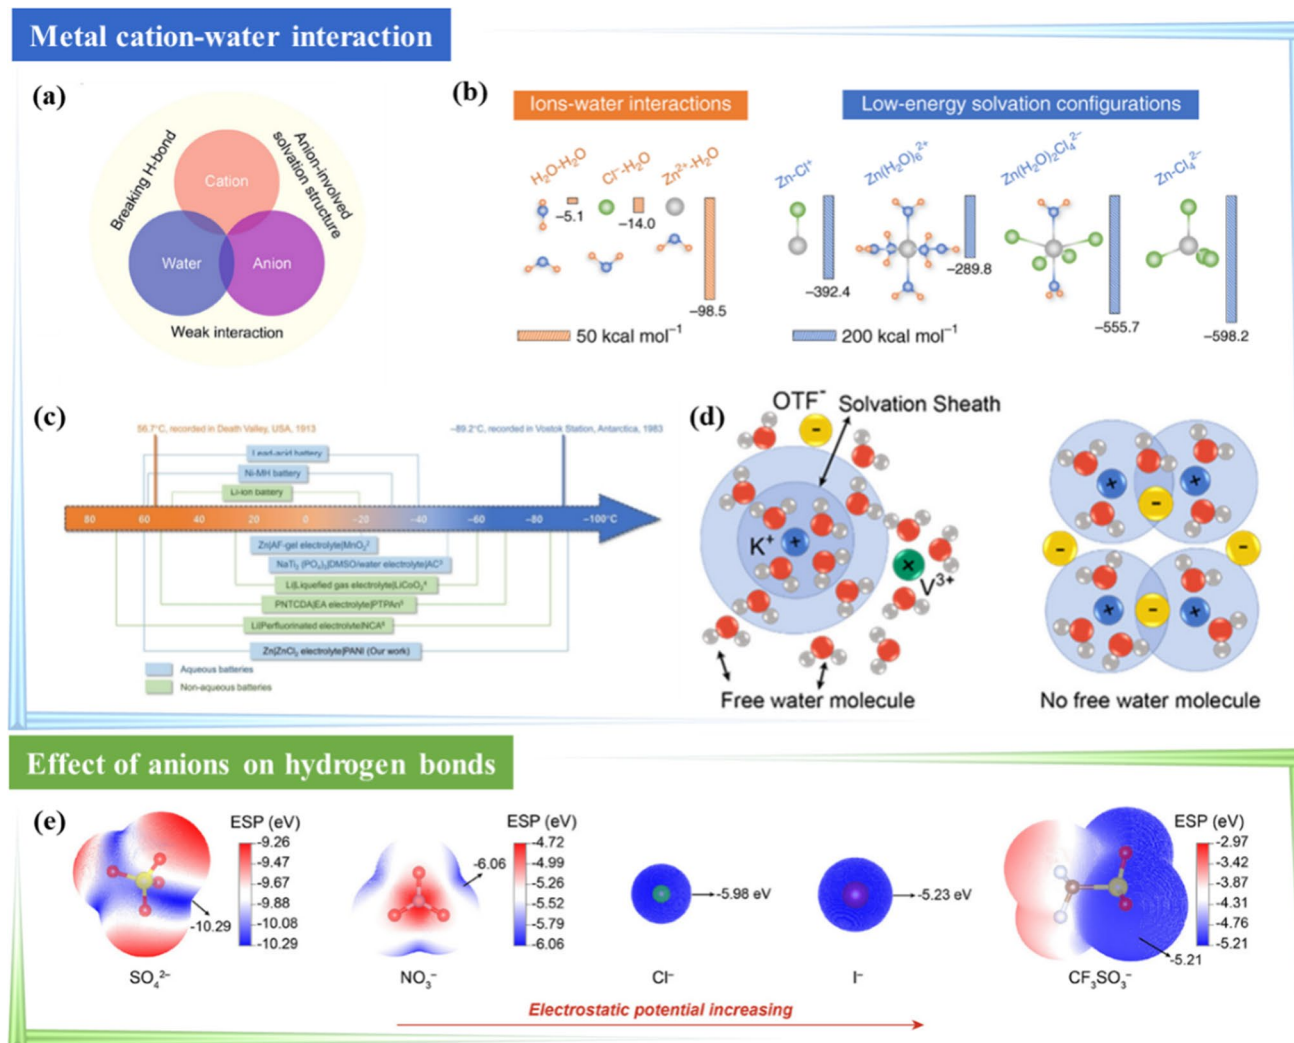 Metal cation-water interaction
(a)
Breaking H-bond
Anion-involved
solvation structure
Cation
Water
Anion
Weak interaction
(b)
Ions-water interactions
Low-energy solvation configurations
H₂O-H₂O
Cl⁻-H₂O
Zn²⁺-H₂O
−5.1
−14.0
−98.5
50 kcal mol⁻¹
Zn-Cl⁺
Zn(H₂O)₆²⁺
Zn(H₂O)₂Cl₄²⁻
Zn-Cl₄²⁻
−392.4
−289.8
−555.7
−598.2
200 kcal mol⁻¹
(c)
56.7°C, recorded in Death Valley, USA, 1913
−89.2°C, recorded in Vostok Station, Antarctica, 1983
Lead-acid battery
Ni-MH battery
Li-ion battery
80 60 40 20 0 −20 −40 −60 −80 −100°C
Zn|AF-gel electrolyte|MnO₂²
NaTi₂ (PO₄)₃|DMSO/water electrolyte|AC³
Li|Liquefied gas electrolyte|LiCoO₂⁴
PNTCDA|EA electrolyte|PTPAn⁵
Li|Perfluorinated electrolyte|NCA⁶
Zn|ZnCl₂ electrolyte|PANI (Our work)
Aqueous batteries
Non-aqueous batteries
(d)
OTF⁻
Solvation Sheath
K⁺
V³⁺
Free water molecule
No free water molecule
Effect of anions on hydrogen bonds
(e)
ESP (eV)
-9.26
-9.47
-9.67
-9.88
-10.08
-10.29
-10.29
SO₄²⁻
ESP (eV)
-4.72
-4.99
-5.26
-5.52
-5.79
-6.06
-6.06
NO₃⁻
-5.98 eV
Cl⁻
-5.23 eV
I⁻
ESP (eV)
-2.97
-3.42
-3.87
-4.31
-4.76
-5.21
-5.21
CF₃SO₃⁻
Electrostatic potential increasing